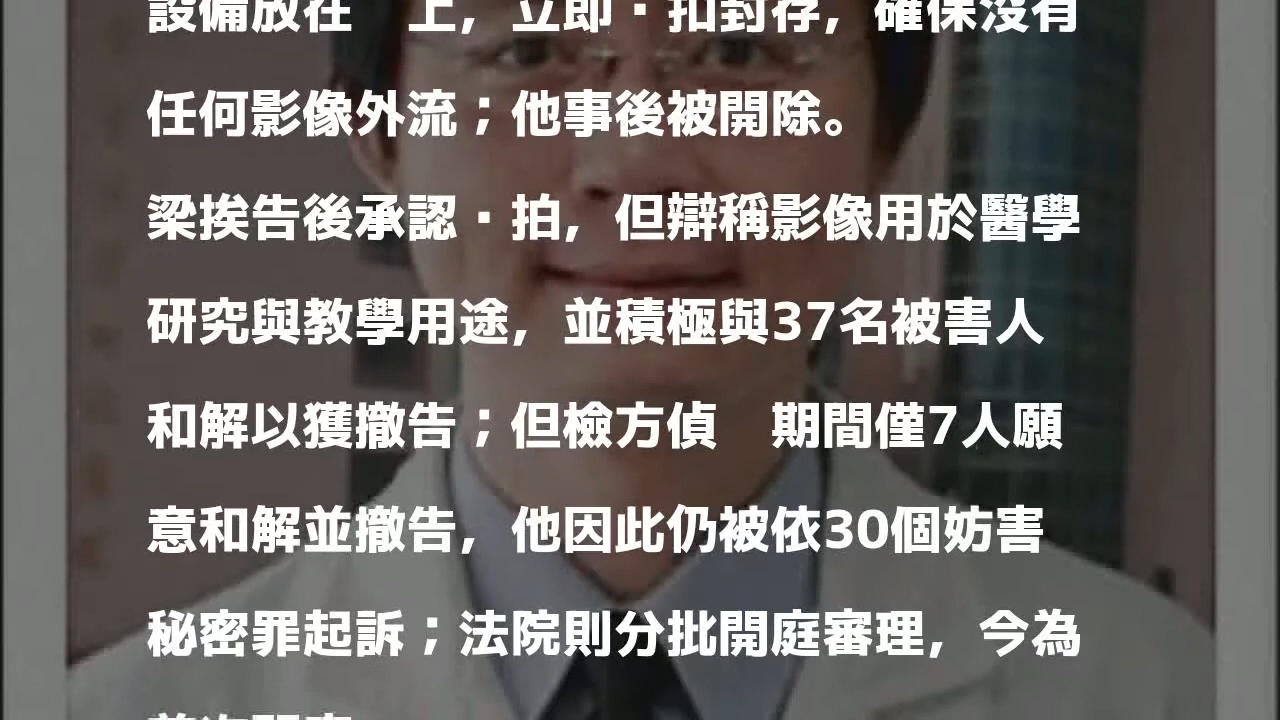 設備放在　上，立即·扣封存，確保沒有
任何影像外流；他事後被開除。
梁挨告後承認·拍，但辯稱影像用於醫學
研究與教學用途，並積極與37名被害人
和解以獲撤告；但檢方偵　期間僅7人願
意和解並撤告，他因此仍被依30個妨害
秘密罪起訴；法院則分批開庭審理，今為